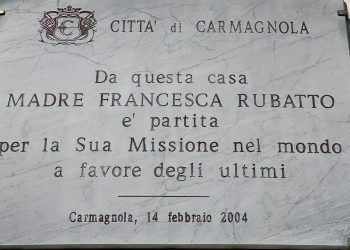 CITTÀ di CARMAGNOLA
Da questa casa
MADRE FRANCESCA RUBATTO
e' partita
per la Sua Missione nel mondo
a favore degli ultimi
Carmagnola, 14 febbraio 2004